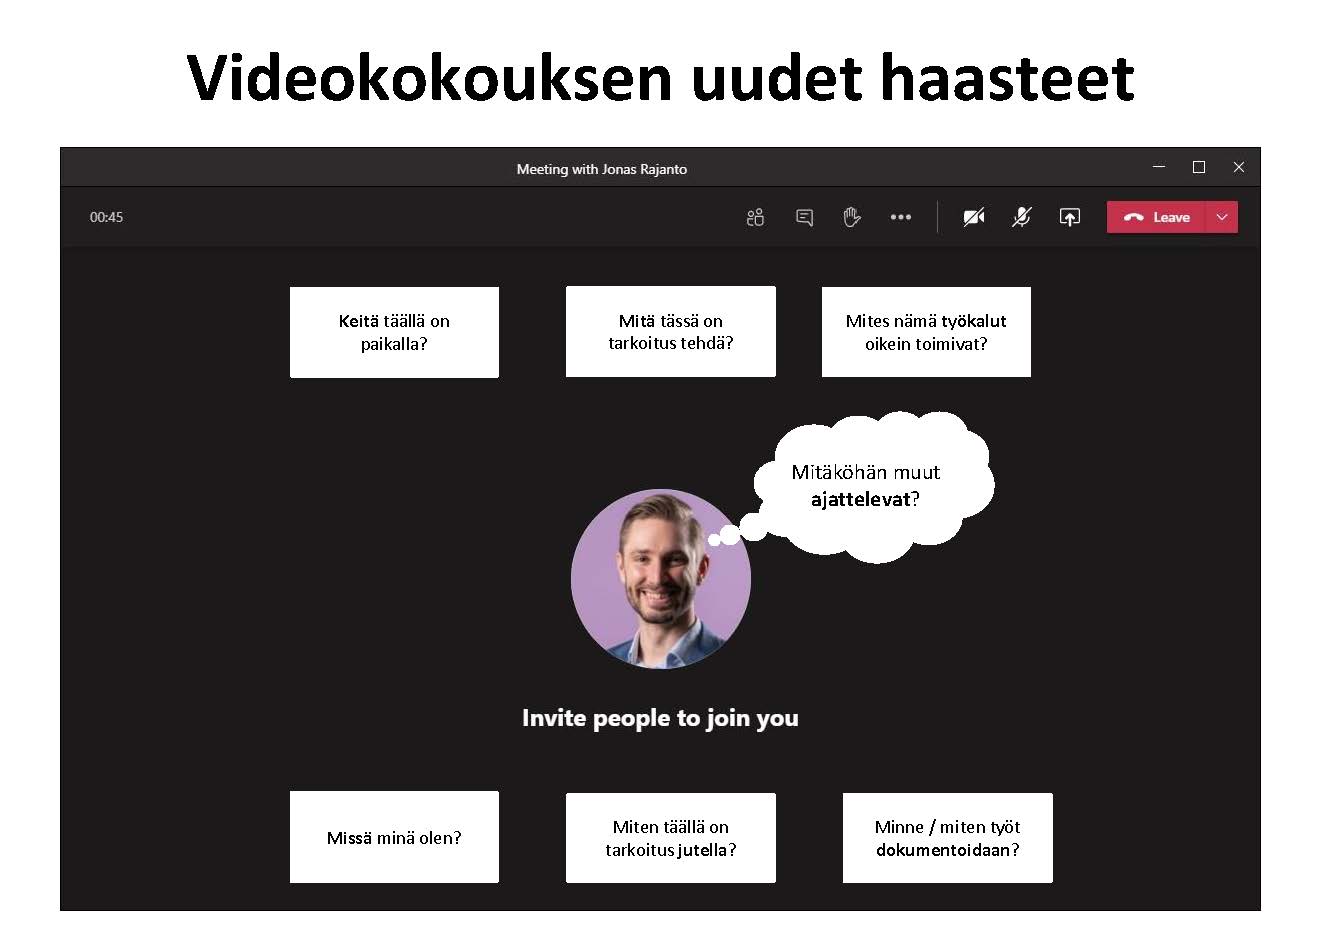 Videokokouksen uudet haasteet
Meeting with Jonas Rajanto
00:45
Leave
Keitä täällä on
paikalla?
Mitä tässä on
tarkoitus tehdä?
Mites nämä työkalut
oikein toimivat?
Mitäköhän muut
ajattelevat?
Invite people to join you
Missä minä olen?
Miten täällä on
tarkoitus jutella?
Minne / miten työt
dokumentoidaan?